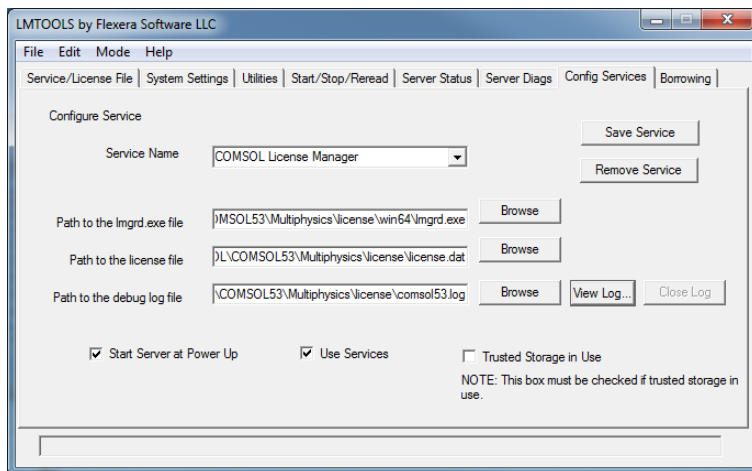 LMTOOLS by Flexera Software LLC
File Edit Mode Help
Service/License File System Settings Utilities Start/Stop/Reread Server Status Server Diags Config Services Borrowing
Configure Service
Save Service
Service Name COMSOL License Manager
Remove Service
Path to the lmgrd.exe file OMSOL53\Multiphysics\license\win64\lmgrd.exe Browse
Path to the license file OL\COMSOL53\Multiphysics\license\license.dat Browse
Path to the debug log file \COMSOL53\Multiphysics\license\comsol53.log Browse View Log... Close Log
Start Server at Power Up Use Services Trusted Storage in Use
NOTE: This box must be checked if trusted storage in
use.